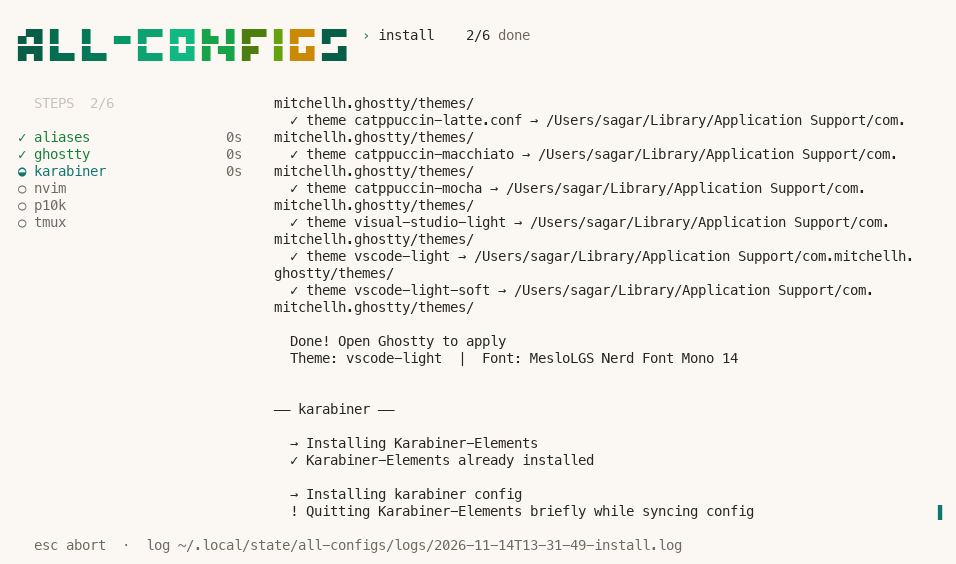 ALL-CONFIGS › install 2/6 done
STEPS 2/6
✓ aliases 0s
✓ ghostty 0s
◒ karabiner 0s
○ nvim
○ p10k
○ tmux
mitchellh.ghostty/themes/
✓ theme catppuccin-latte.conf → /Users/sagar/Library/Application Support/com.
mitchellh.ghostty/themes/
✓ theme catppuccin-macchiato → /Users/sagar/Library/Application Support/com.
mitchellh.ghostty/themes/
✓ theme catppuccin-mocha → /Users/sagar/Library/Application Support/com.
mitchellh.ghostty/themes/
✓ theme visual-studio-light → /Users/sagar/Library/Application Support/com.
mitchellh.ghostty/themes/
✓ theme vscode-light → /Users/sagar/Library/Application Support/com.mitchellh.
ghostty/themes/
✓ theme vscode-light-soft → /Users/sagar/Library/Application Support/com.
mitchellh.ghostty/themes/
Done! Open Ghostty to apply
Theme: vscode-light | Font: MesloLGS Nerd Font Mono 14
── karabiner ──
→ Installing Karabiner-Elements
✓ Karabiner-Elements already installed
→ Installing karabiner config
! Quitting Karabiner-Elements briefly while syncing config
esc abort · log ~/.local/state/all-configs/logs/2026-11-14T13-31-49-install.log